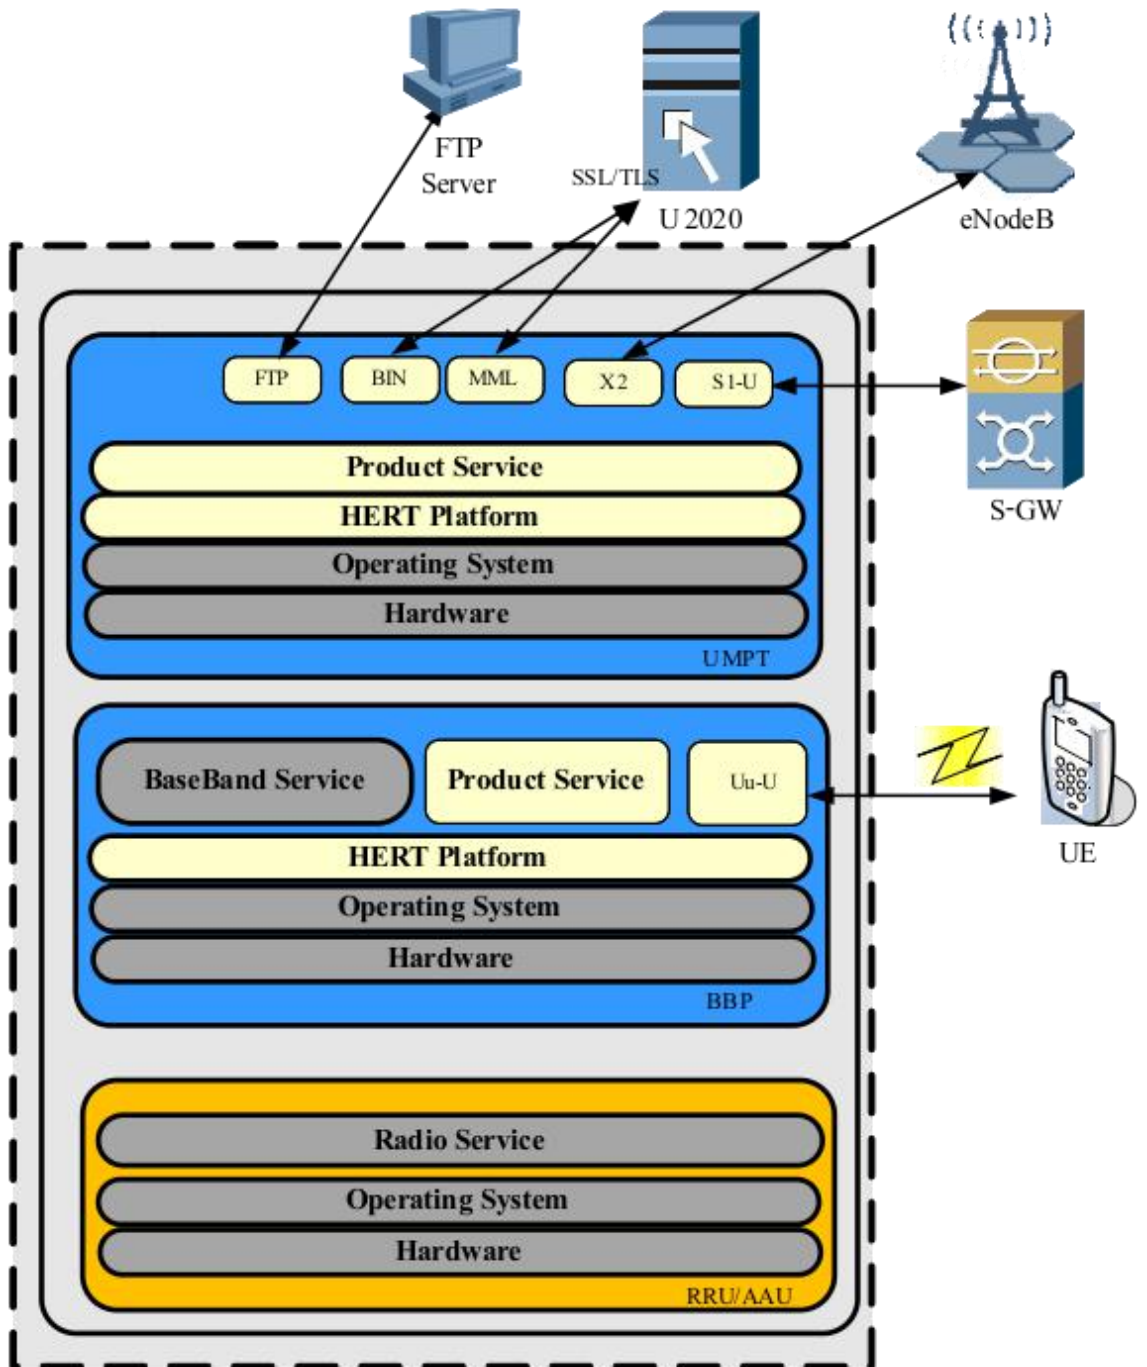 FTP
Server
SSL/TLS
U2020
eNodeB
FTP
BIN
MML
X2
S1-U
S-GW
Product Service
HERT Platform
Operating System
Hardware
UMPT
BaseBand Service
Product Service
Uu-U
UE
HERT Platform
Operating System
Hardware
BBP
Radio Service
Operating System
Hardware
RRU/AAU